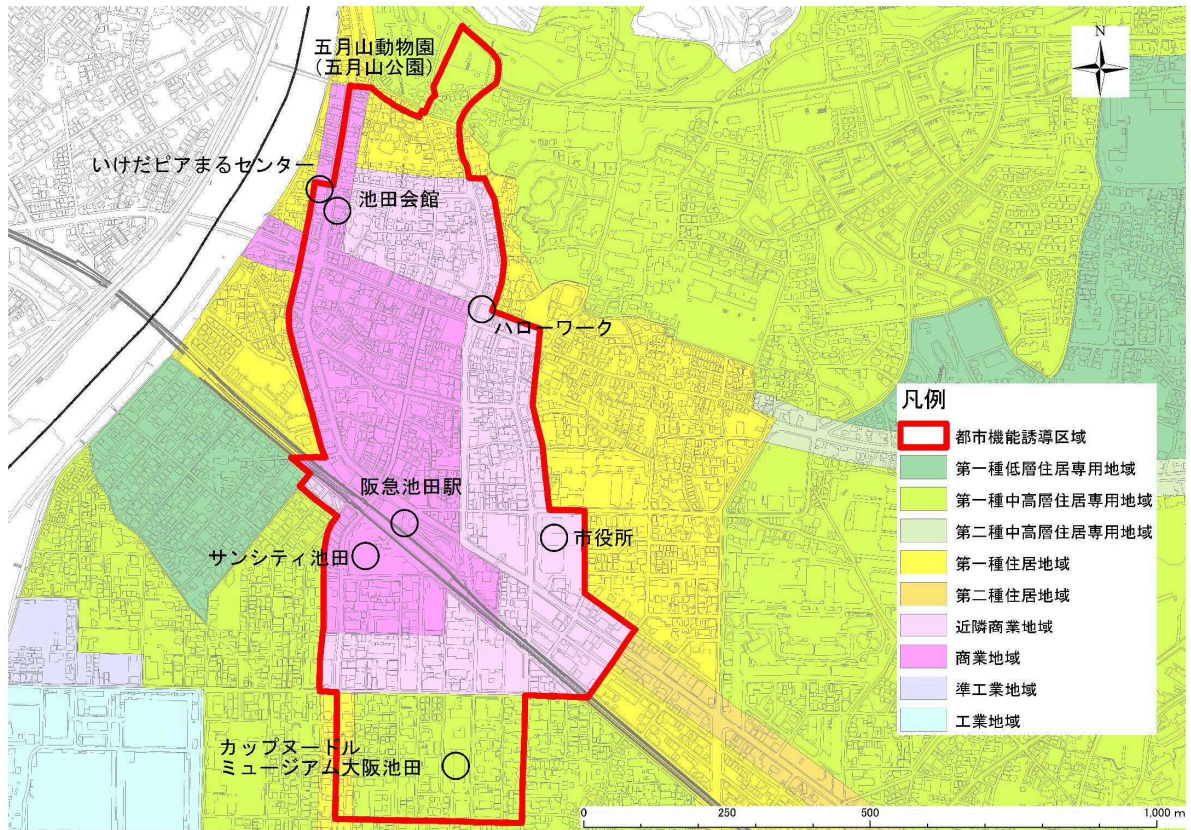 五月山動物園
(五月山公園)
N
いけだピアまるセンター
池田会館
ハローワーク
凡例
都市機能誘導区域
第一種低層住居専用地域
第一種中高層住居専用地域
第二種中高層住居専用地域
第一種住居地域
第二種住居地域
近隣商業地域
商業地域
準工業地域
工業地域
阪急池田駅
市役所
サンシティ池田
カップヌードル
ミュージアム大阪池田
0 250 500 1,000 m